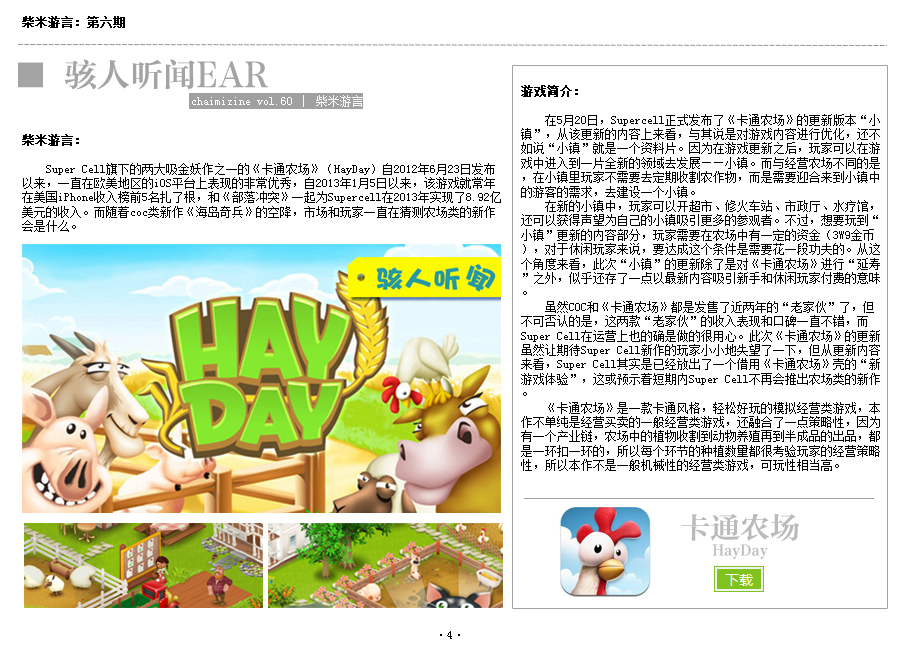 柴米游言：第六期
骇人听闻EAR
chaimizine vol.60 | 柴米游言
柴米游言：
Super Cell旗下的两大吸金妖作之一的《卡通农场》（HayDay）自2012年6月23日发布
以来，一直在欧美地区的iOS平台上表现的非常优秀，自2013年1月5日以来，该游戏就常年
在美国iPhone收入榜前5名扎了根，和《部落冲突》一起为Supercell在2013年实现了8.92亿
美元的收入。而随着coc类新作《海岛奇兵》的空降，市场和玩家一直在猜测农场类的新作
会是什么。
骇人听闻
HAY
DAY
游戏简介：
在5月20日，Supercell正式发布了《卡通农场》的更新版本“小
镇”，从该更新的内容上来看，与其说是对游戏内容进行优化，还不
如说“小镇”就是一个资料片。因为在游戏更新之后，玩家可以在游
戏中进入到一片全新的领域去发展——小镇。而与经营农场不同的是
，在小镇里玩家不需要去定期收割农作物，而是需要迎合来到小镇中
的游客的需求，去建设一个小镇。
在新的小镇中，玩家可以开超市、修火车站、市政厅、水疗馆，
还可以获得声望为自己的小镇吸引更多的参观者。不过，想要玩到“
小镇”更新的内容部分，玩家需要在农场中有一定的资金（3W9金币
），对于休闲玩家来说，要达成这个条件是需要花一段功夫的。从这
个角度来看，此次“小镇”的更新除了是对《卡通农场》进行“延寿
”之外，似乎还存了一点以最新内容吸引新手和休闲玩家付费的意味
。
虽然COC和《卡通农场》都是发售了近两年的“老家伙”了，但
不可否认的是，这两款“老家伙”的收入表现和口碑一直不错，而
Super Cell在运营上也的确是做的很用心。此次《卡通农场》的更新
虽然让期待Super Cell新作的玩家小小地失望了一下，但从更新内容
来看，Super Cell其实是已经放出了一个借用《卡通农场》壳的“新
游戏体验”，这或预示着短期内Super Cell不再会推出农场类的新作
。
《卡通农场》是一款卡通风格，轻松好玩的模拟经营类游戏，本
作不单纯是经营买卖的一般经营类游戏，还融合了一点策略性，因为
有一个产业链，农场中的植物收割到动物养殖再到半成品的出品，都
是一环扣一环的，所以每个环节的种植数量都很考验玩家的经营策略
性，所以本作不是一般机械性的经营类游戏，可玩性相当高。
卡通农场
HayDay
下载
·4·